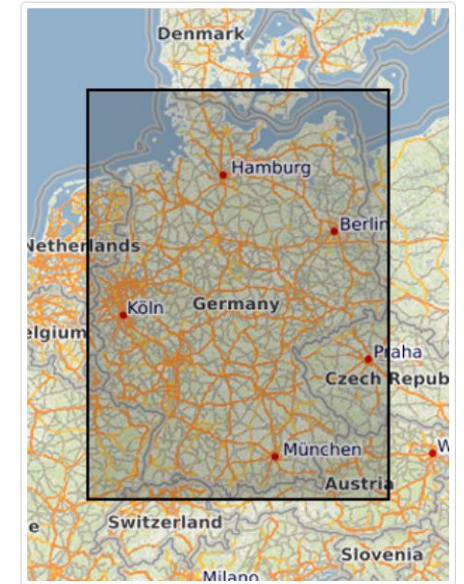 Denmark
Hamburg
Berlin
Netherlands
Köln
Germany
elgium
Praha
Czech Repub
München
W
Austria
e
Switzerland
Slovenia
Milano